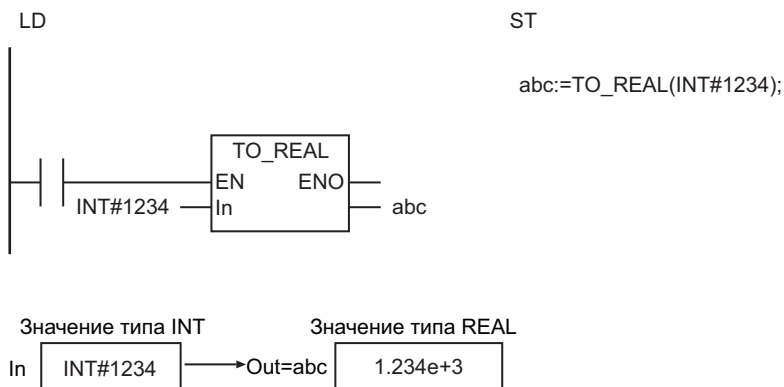 LD
ST
abc:=TO_REAL(INT#1234);
TO_REAL
EN ENO
INT#1234 In abc
Значение типа INT Значение типа REAL
In INT#1234 Out=abc 1.234e+3